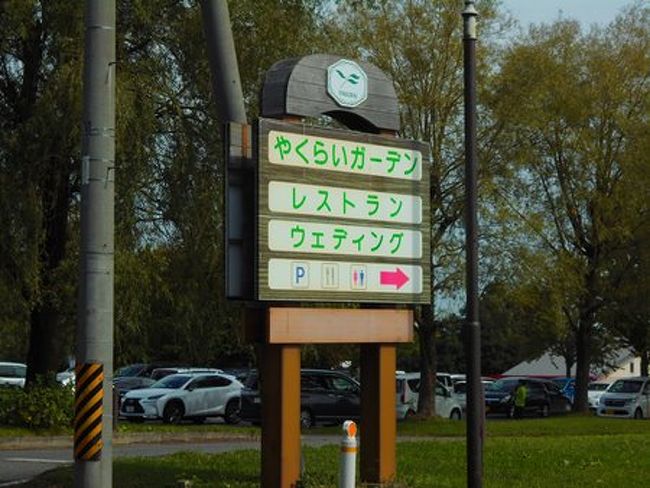 やくらいガーデン
レストラン
ウェディング
P